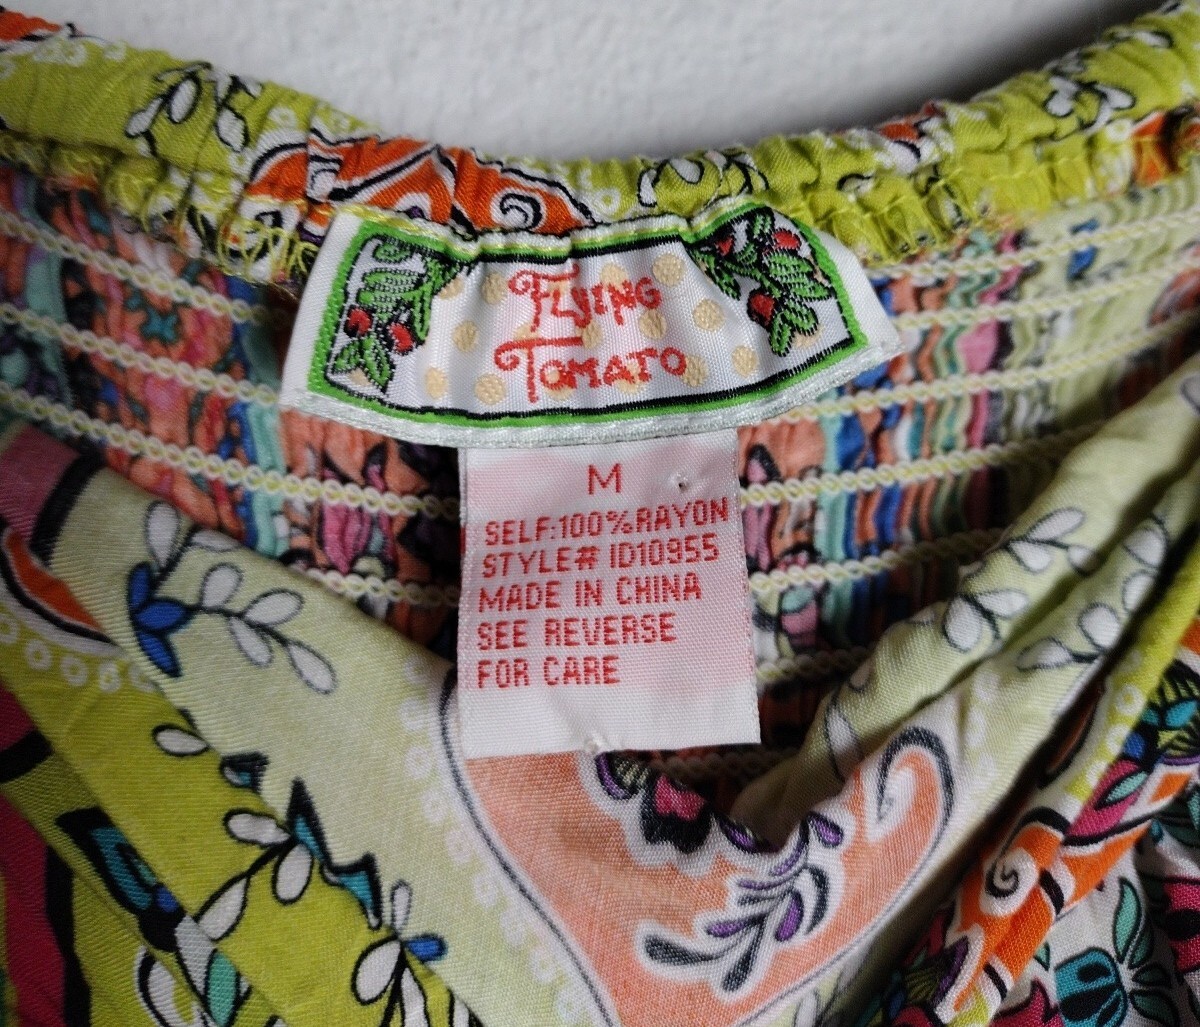 FLYING
TOMATO
M
SELF:100%RAYON
STYLE# ID10955
MADE IN CHINA
SEE REVERSE
FOR CARE